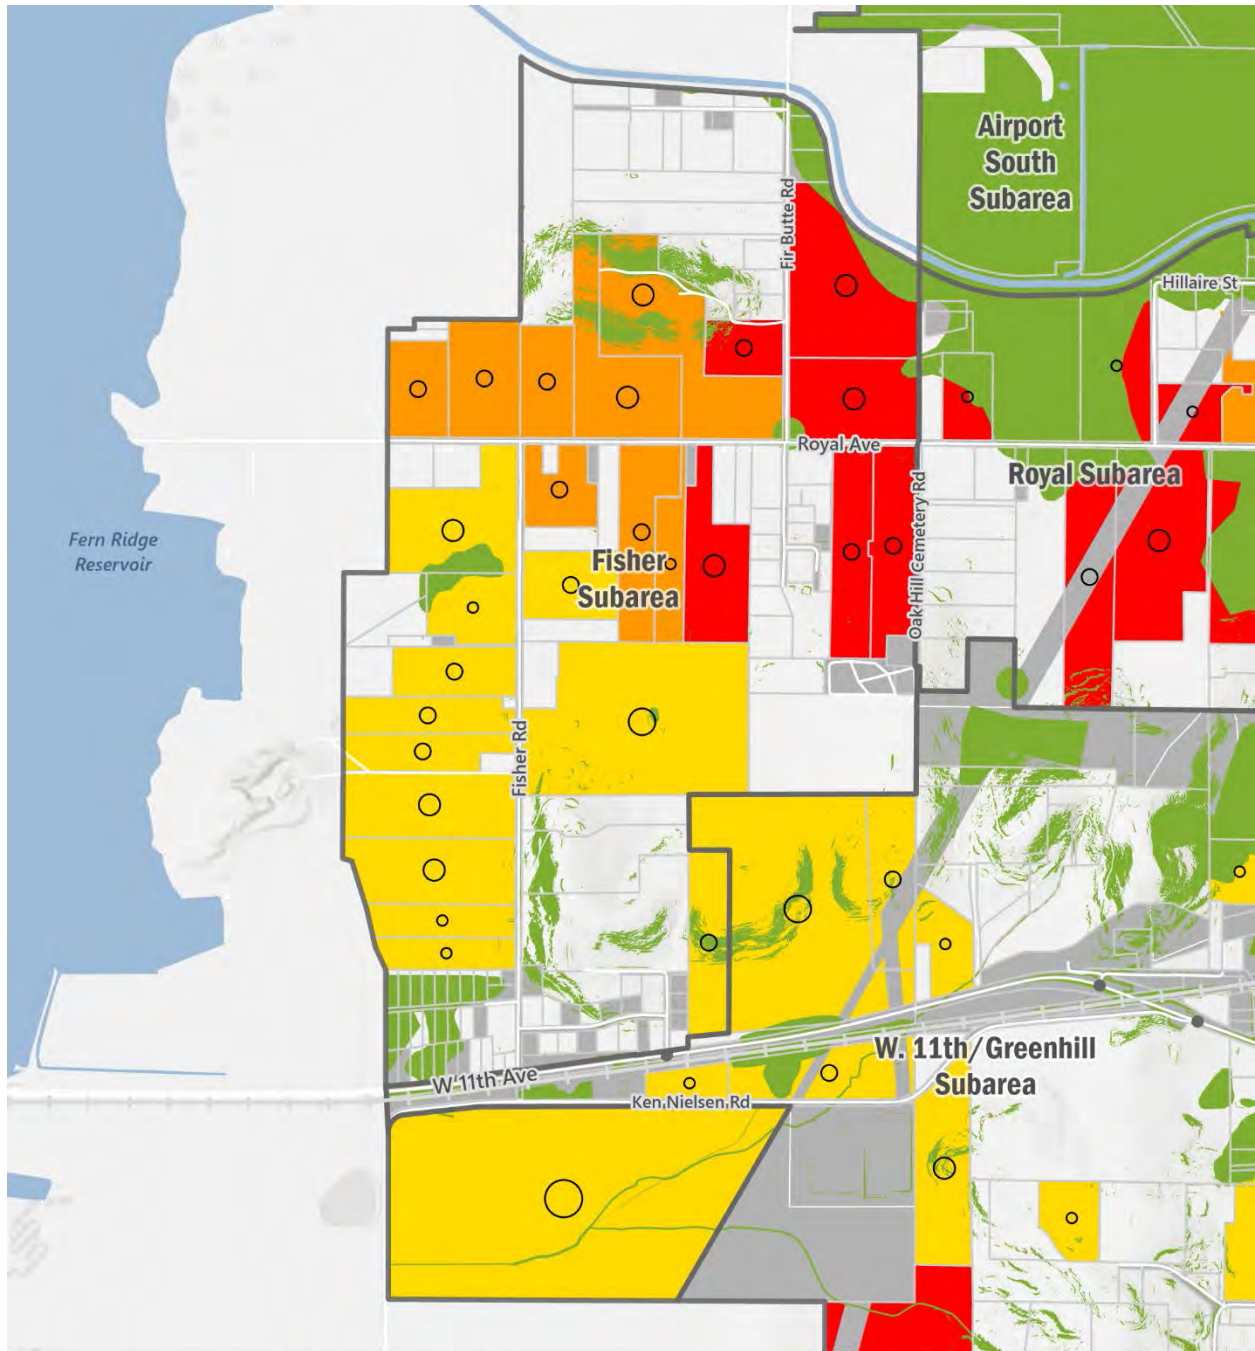 Airport
South
Subarea
Fir Butte Rd
Hillaire St
Royal Ave
Royal Subarea
Oak Hill Cemetery Rd
Fern Ridge
Reservoir
Fisher
Subarea
Fisher Rd
W. 11th/Greenhill
Subarea
W 11th Ave
Ken Nielsen Rd